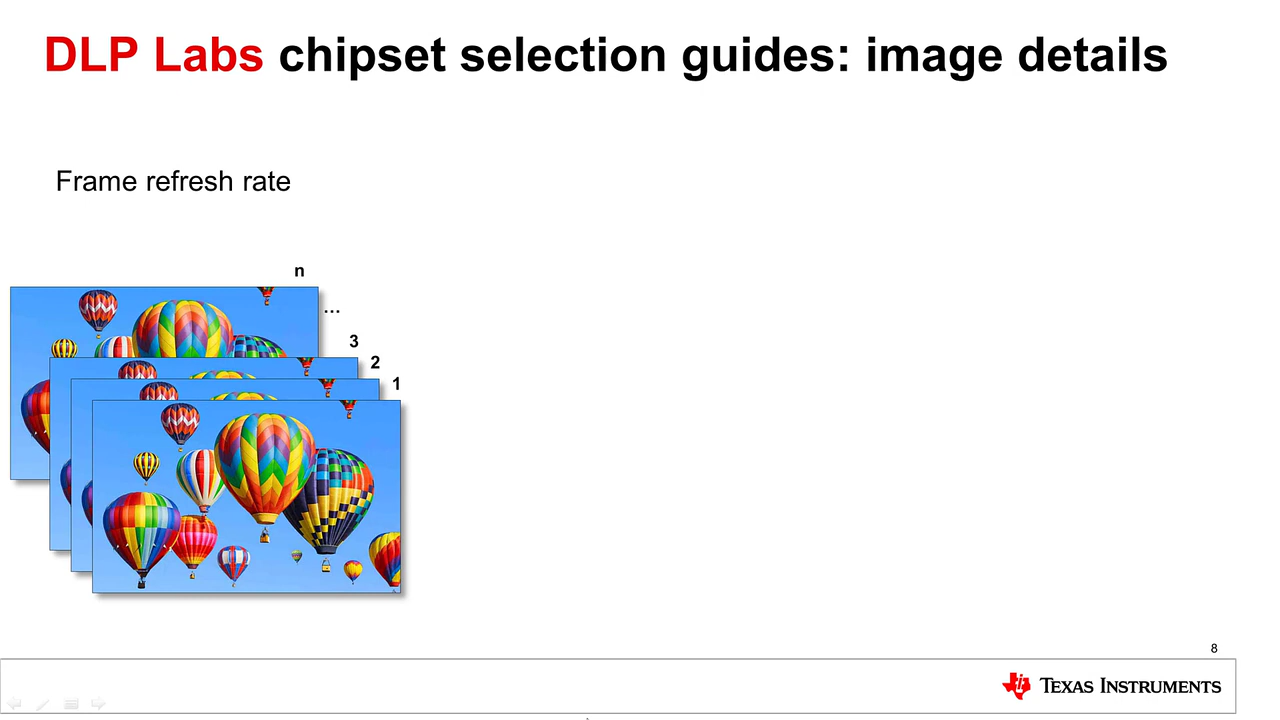 DLP Labs chipset selection guides: image details
Frame refresh rate
n
...
3
2
1
8
TEXAS INSTRUMENTS